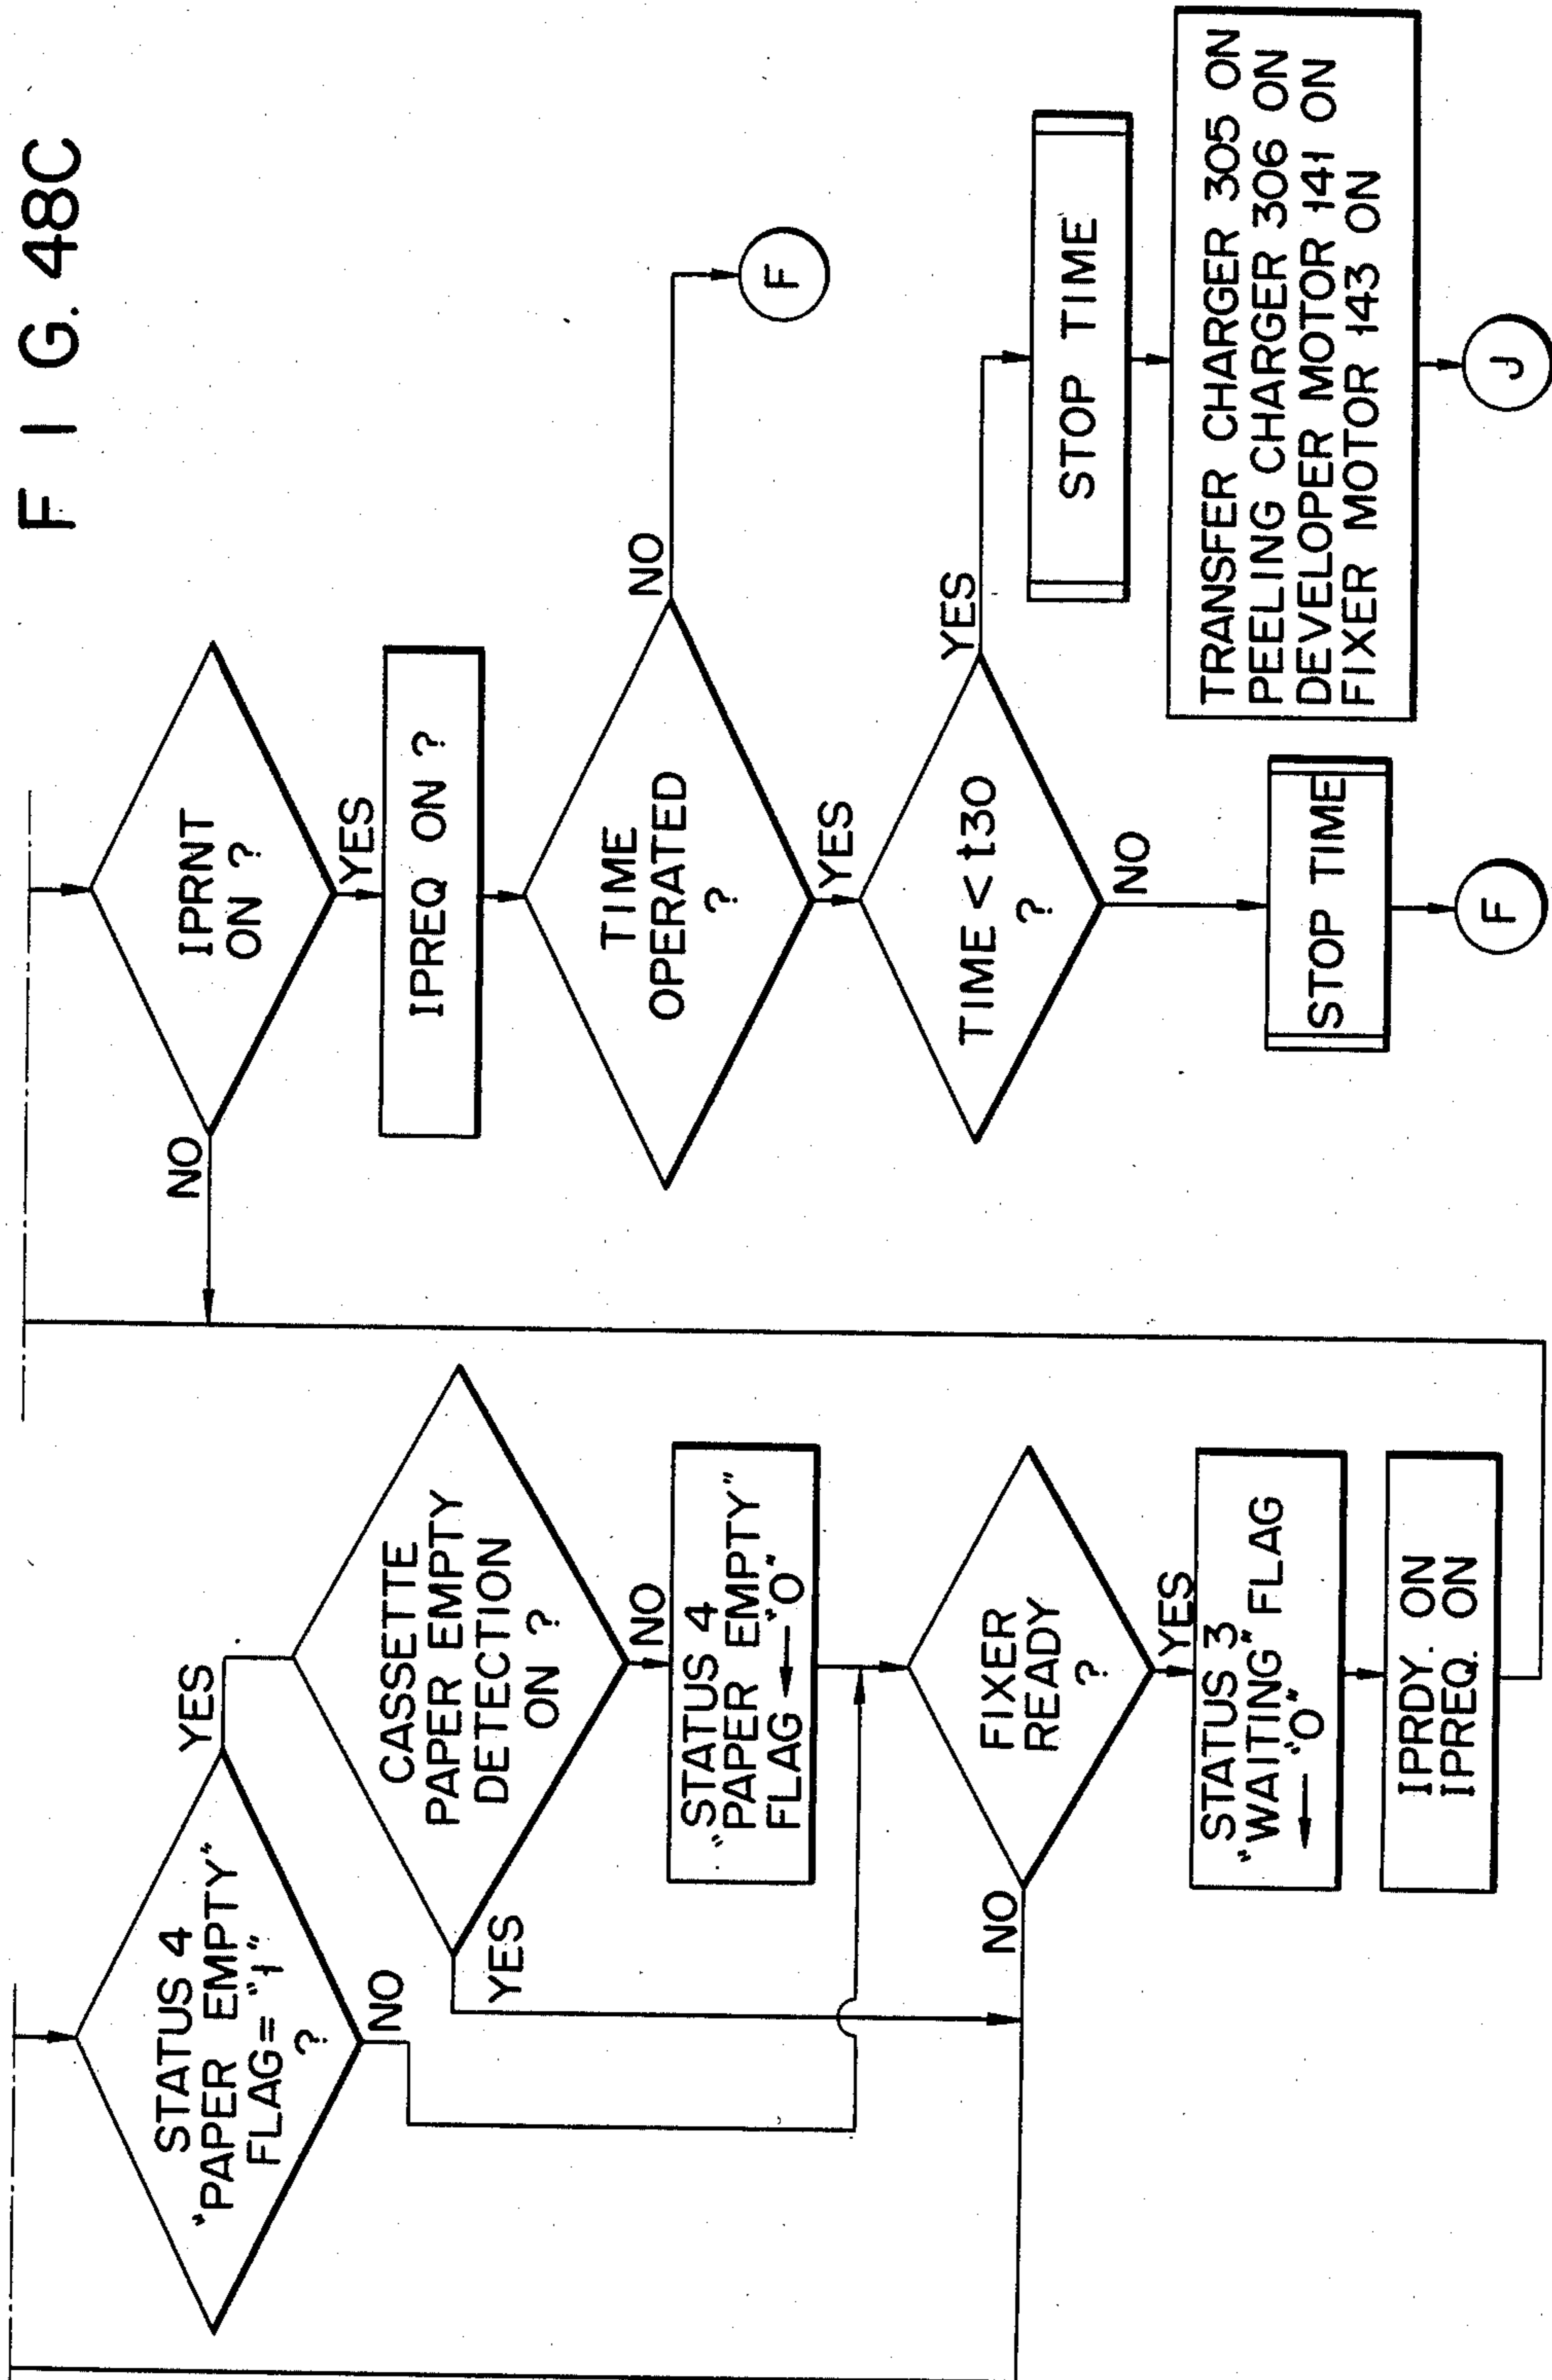 F I G. 48C
STATUS 4
"PAPER EMPTY"
FLAG = "1"
?
YES
NO
CASSETTE
PAPER EMPTY
DETECTION
ON ?
YES
NO
"STATUS 4
PAPER EMPTY"
FLAG ← "0"
FIXER
READY
?
NO
YES
STATUS 3
"WAITING" FLAG
← "0"
IPRDY. ON
IPREQ. ON
IPRNT
ON ?
NO
YES
IPREQ ON ?
TIME
OPERATED
?
NO
F
YES
TIME < t30
?
YES
NO
STOP TIME
F
STOP TIME
TRANSFER CHARGER 305 ON
PEELING CHARGER 306 ON
DEVELOPER MOTOR 141 ON
FIXER MOTOR 143 ON
J